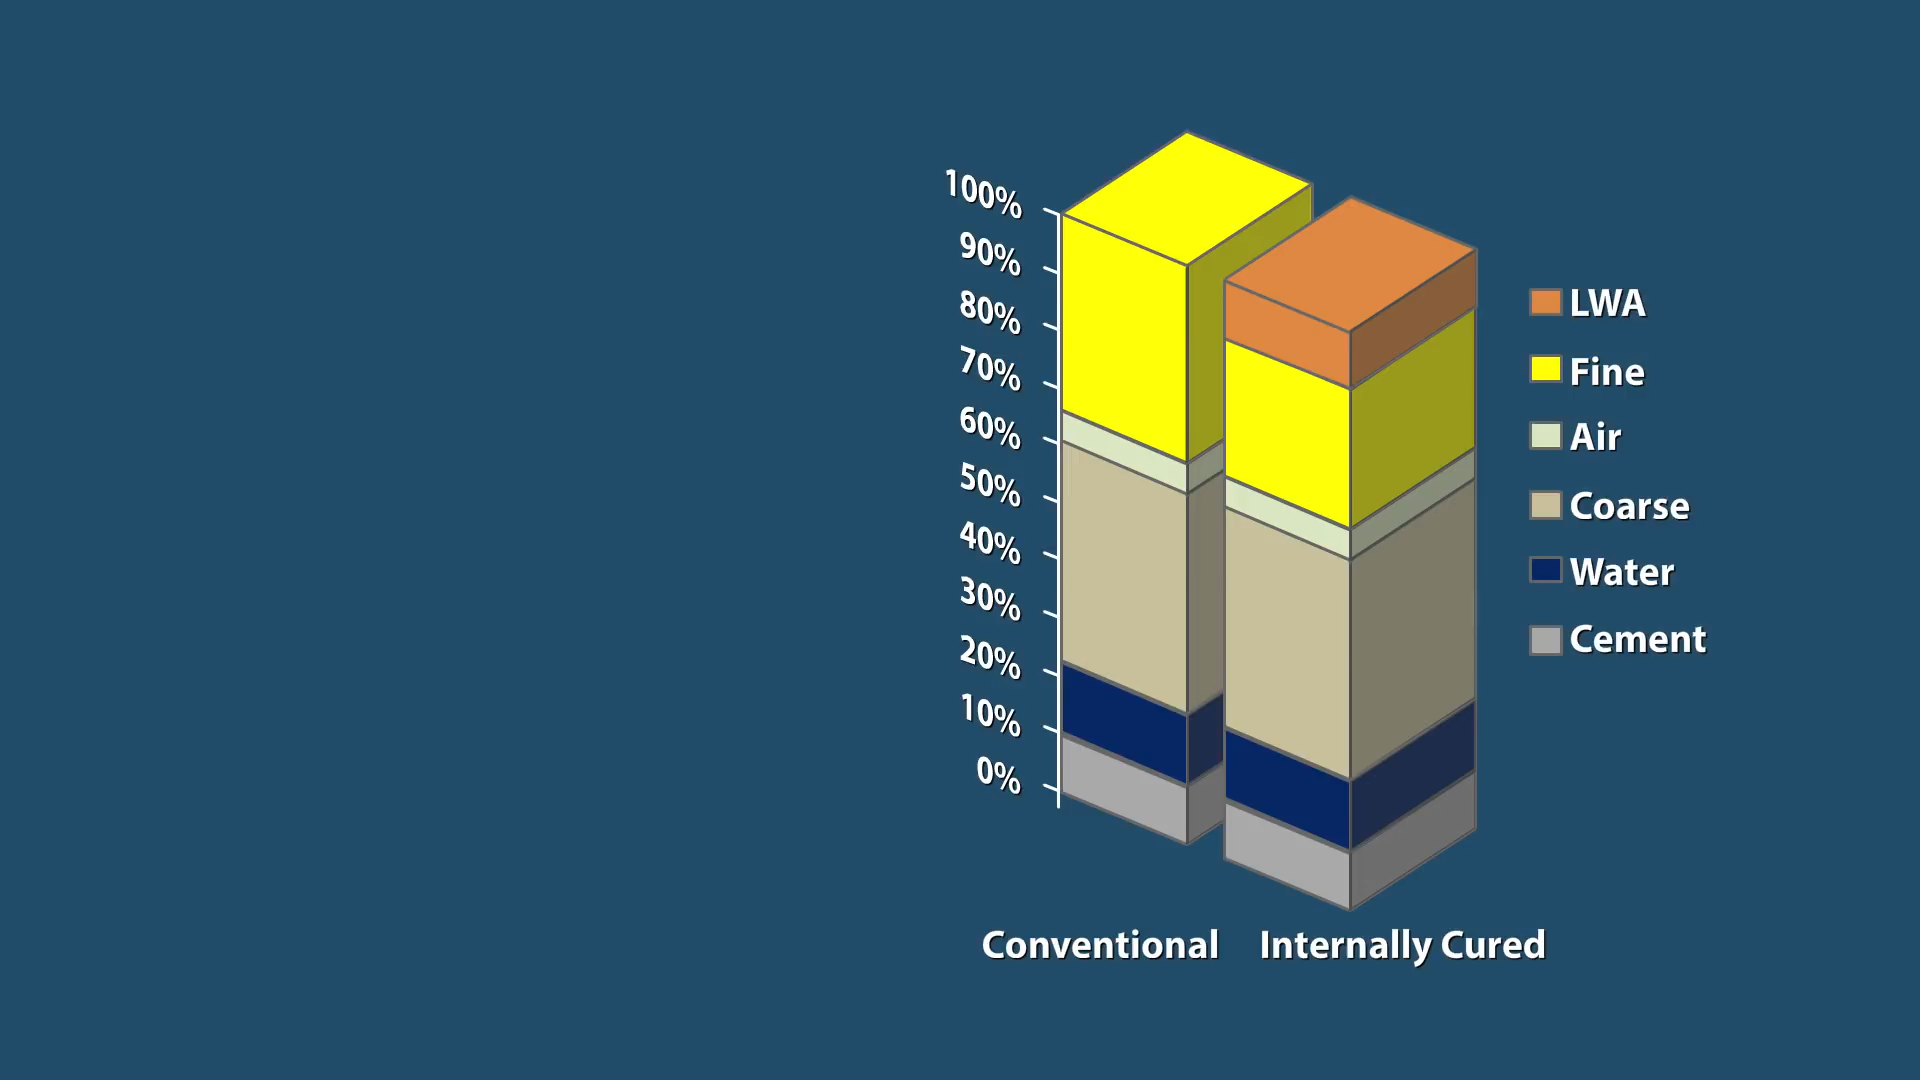 100%
90%
80%
70%
60%
50%
40%
30%
20%
10%
0%
LWA
Fine
Air
Coarse
Water
Cement
Conventional
Internally Cured